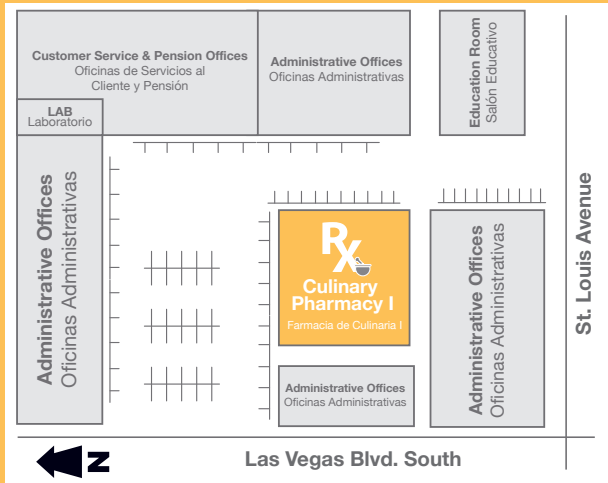 Customer Service & Pension Offices
Oficinas de Servicios al
Cliente y Pensión
Administrative Offices
Oficinas Administrativas
Education Room
Salón Educativo
LAB
Laboratorio
Administrative Offices
Oficinas Administrativas
Rx
Culinary
Pharmacy I
Farmacia de Culinaria I
Administrative Offices
Oficinas Administrativas
Administrative Offices
Oficinas Administrativas
St. Louis Avenue
N
Las Vegas Blvd. South